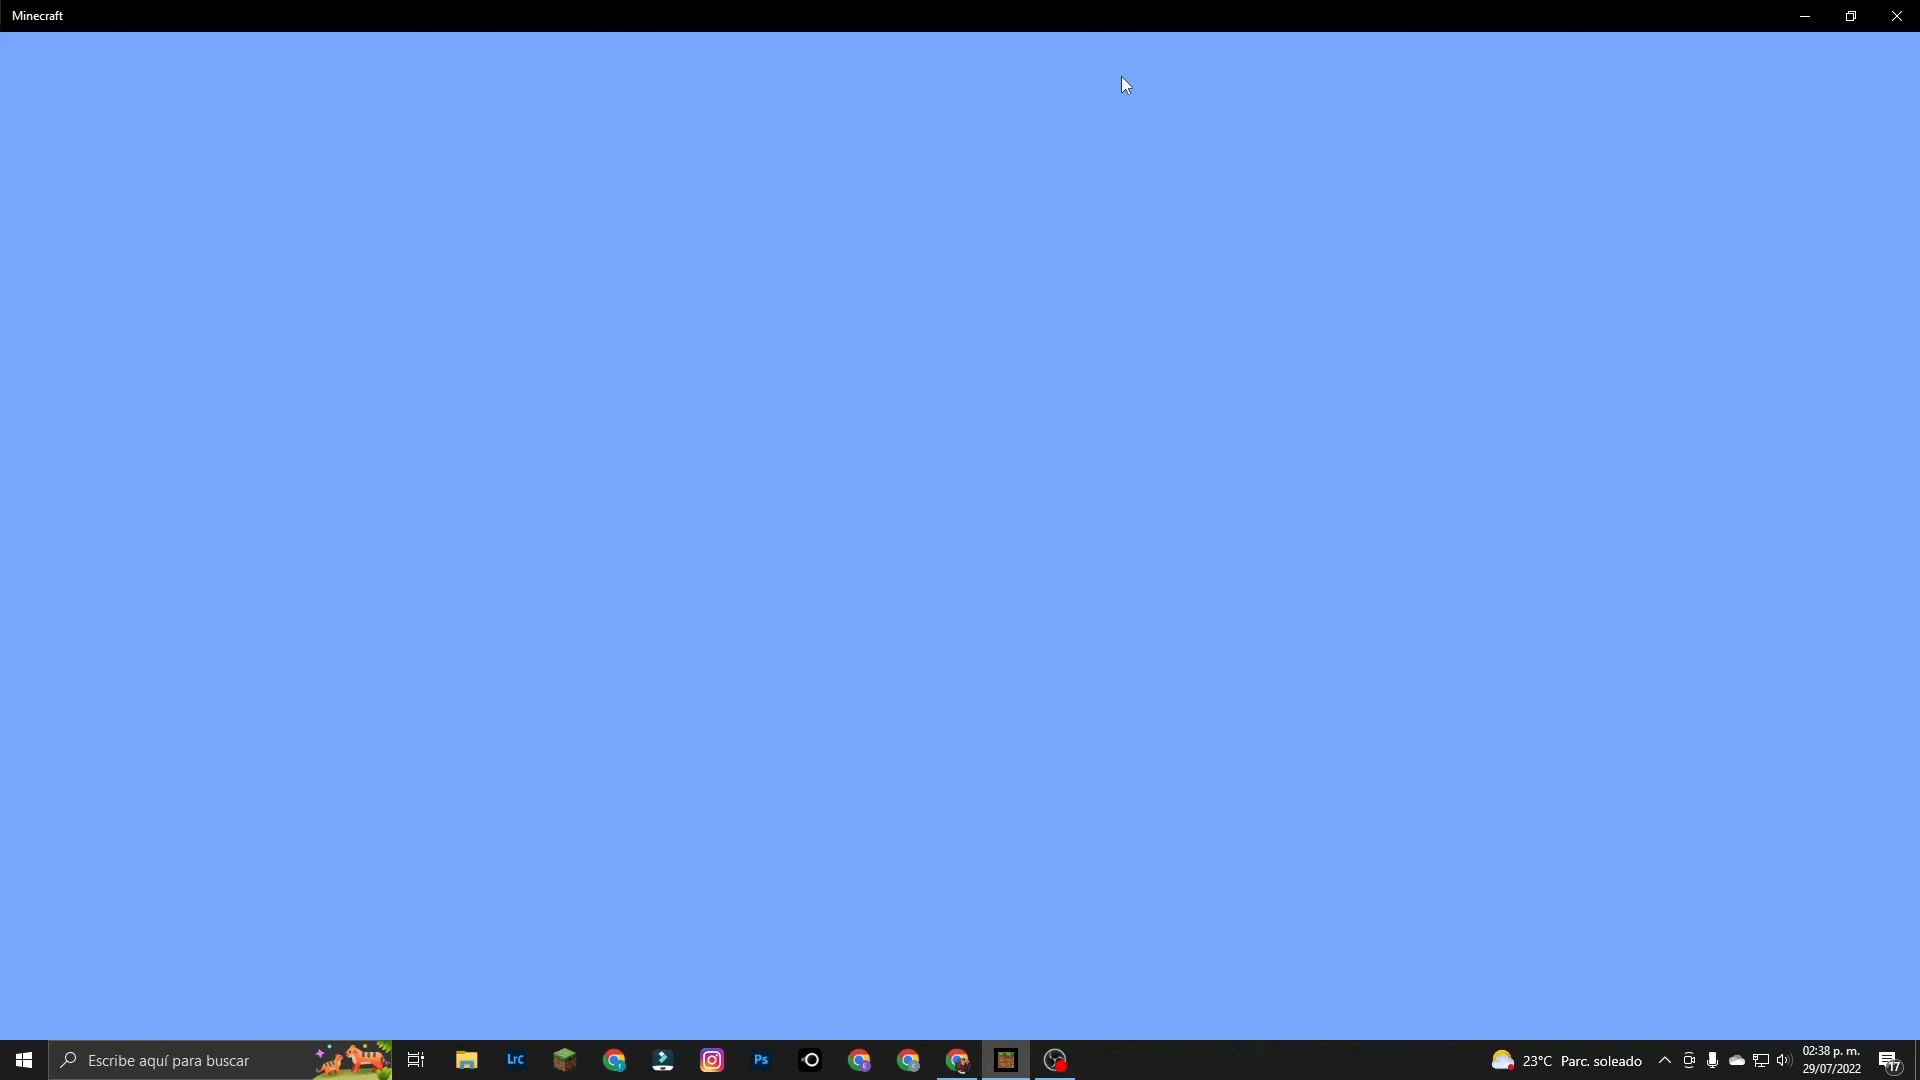 Minecraft
Escribe aquí para buscar
Lrc
Ps
23°C Parc. soleado
02:38 p. m.
29/07/2022
17